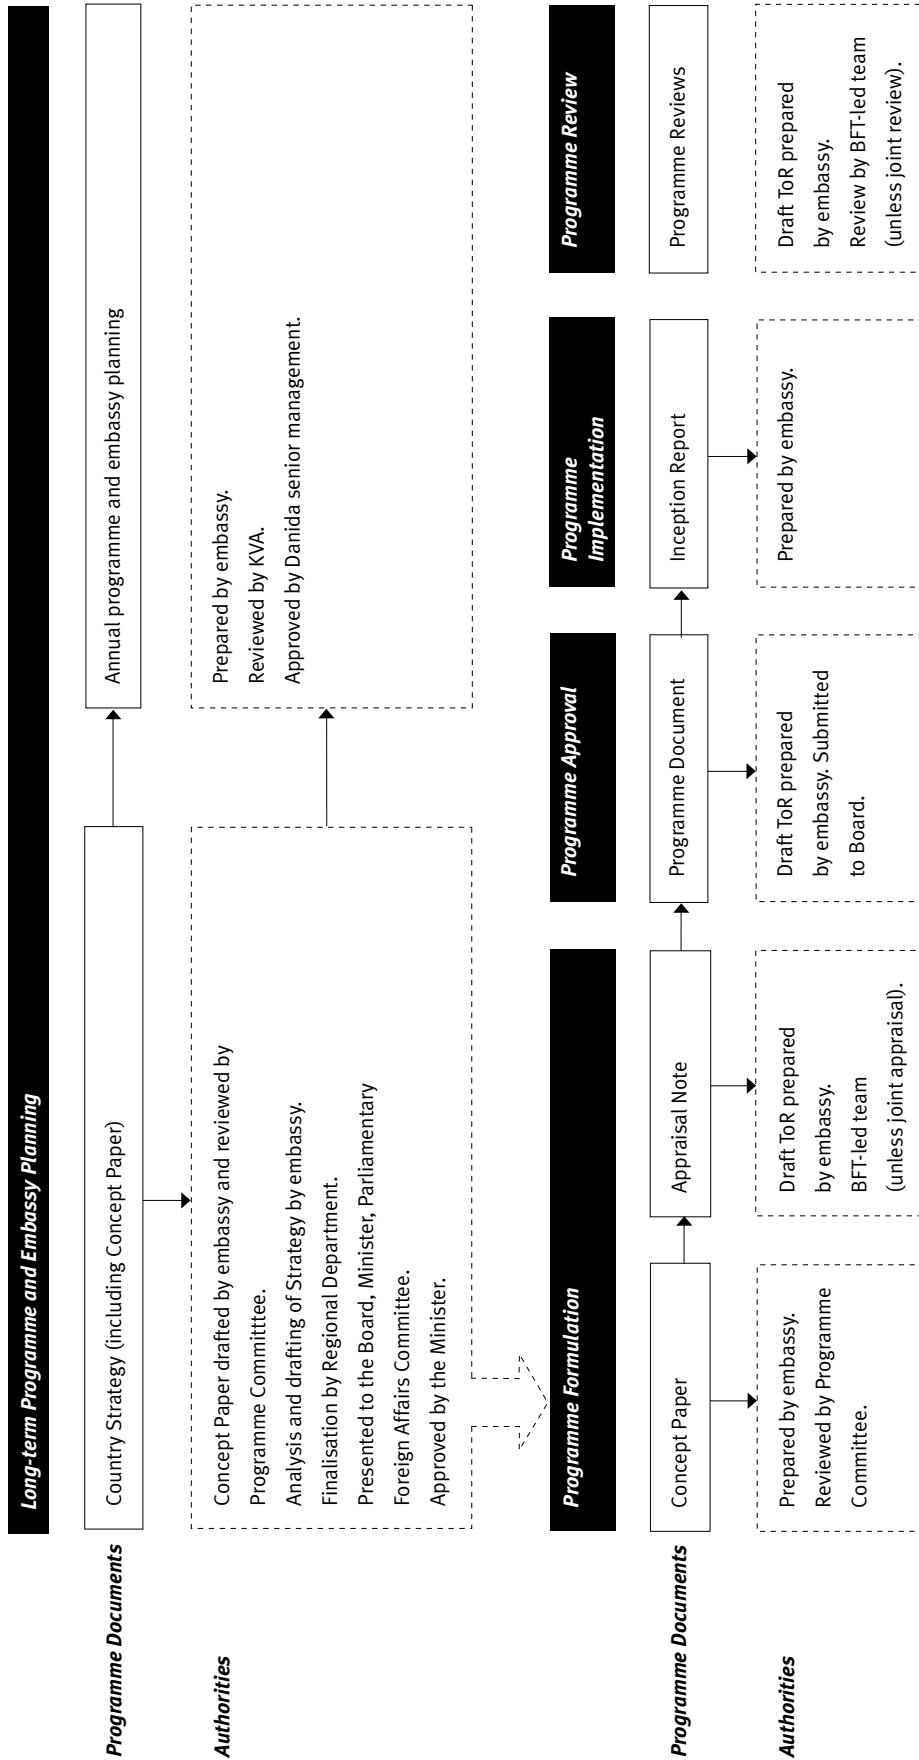 Long-term Programme and Embassy Planning
Programme Documents
Country Strategy (including Concept Paper)
Annual programme and embassy planning
Authorities
Concept Paper drafted by embassy and reviewed by
Programme Committtee.
Analysis and drafting of Strategy by embassy.
Finalisation by Regional Department.
Presented to the Board, Minister, Parliamentary
Foreign Affairs Committee.
Approved by the Minister.
Prepared by embassy.
Reviewed by KVA.
Approved by Danida senior management.
Programme Formulation
Programme Approval
Programme
Implementation
Programme Review
Programme Documents
Concept Paper
Appraisal Note
Programme Document
Inception Report
Programme Reviews
Authorities
Prepared by embassy.
Reviewed by Programme
Committee.
Draft ToR prepared
by embassy.
BFT-led team
(unless joint appraisal).
Draft ToR prepared
by embassy. Submitted
to Board.
Prepared by embassy.
Draft ToR prepared
by embassy.
Review by BFT-led team
(unless joint review).